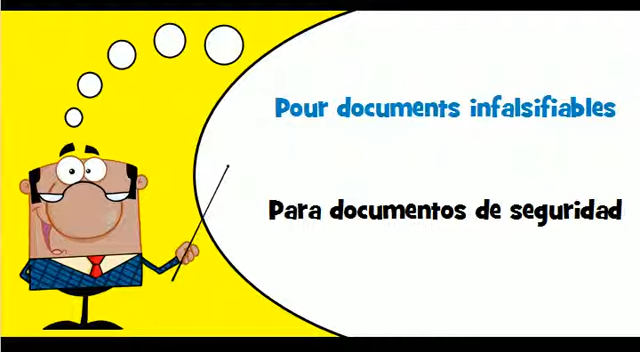 Pour documents infalsifiables
Para documentos de seguridad